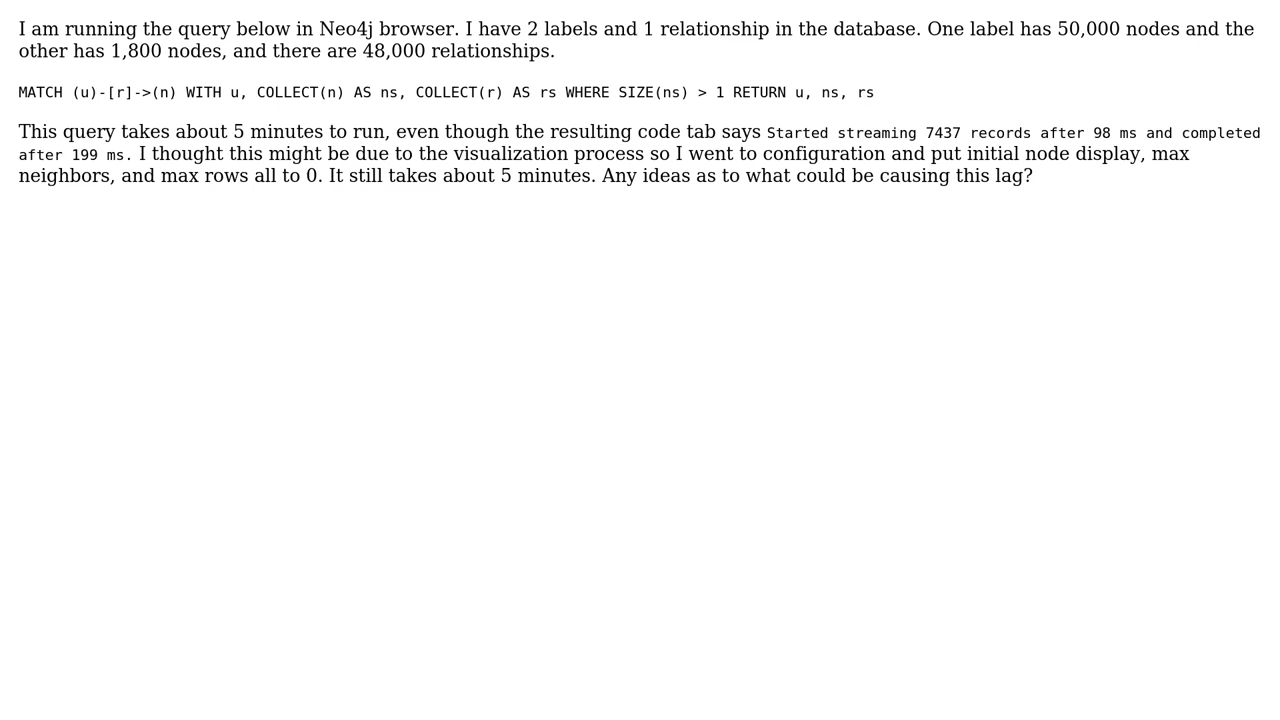 I am running the query below in Neo4j browser. I have 2 labels and 1 relationship in the database. One label has 50,000 nodes and the
other has 1,800 nodes, and there are 48,000 relationships.
MATCH (u)-[r]->(n) WITH u, COLLECT(n) AS ns, COLLECT(r) AS rs WHERE SIZE(ns) > 1 RETURN u, ns, rs
This query takes about 5 minutes to run, even though the resulting code tab says Started streaming 7437 records after 98 ms and completed
after 199 ms. I thought this might be due to the visualization process so I went to configuration and put initial node display, max
neighbors, and max rows all to 0. It still takes about 5 minutes. Any ideas as to what could be causing this lag?